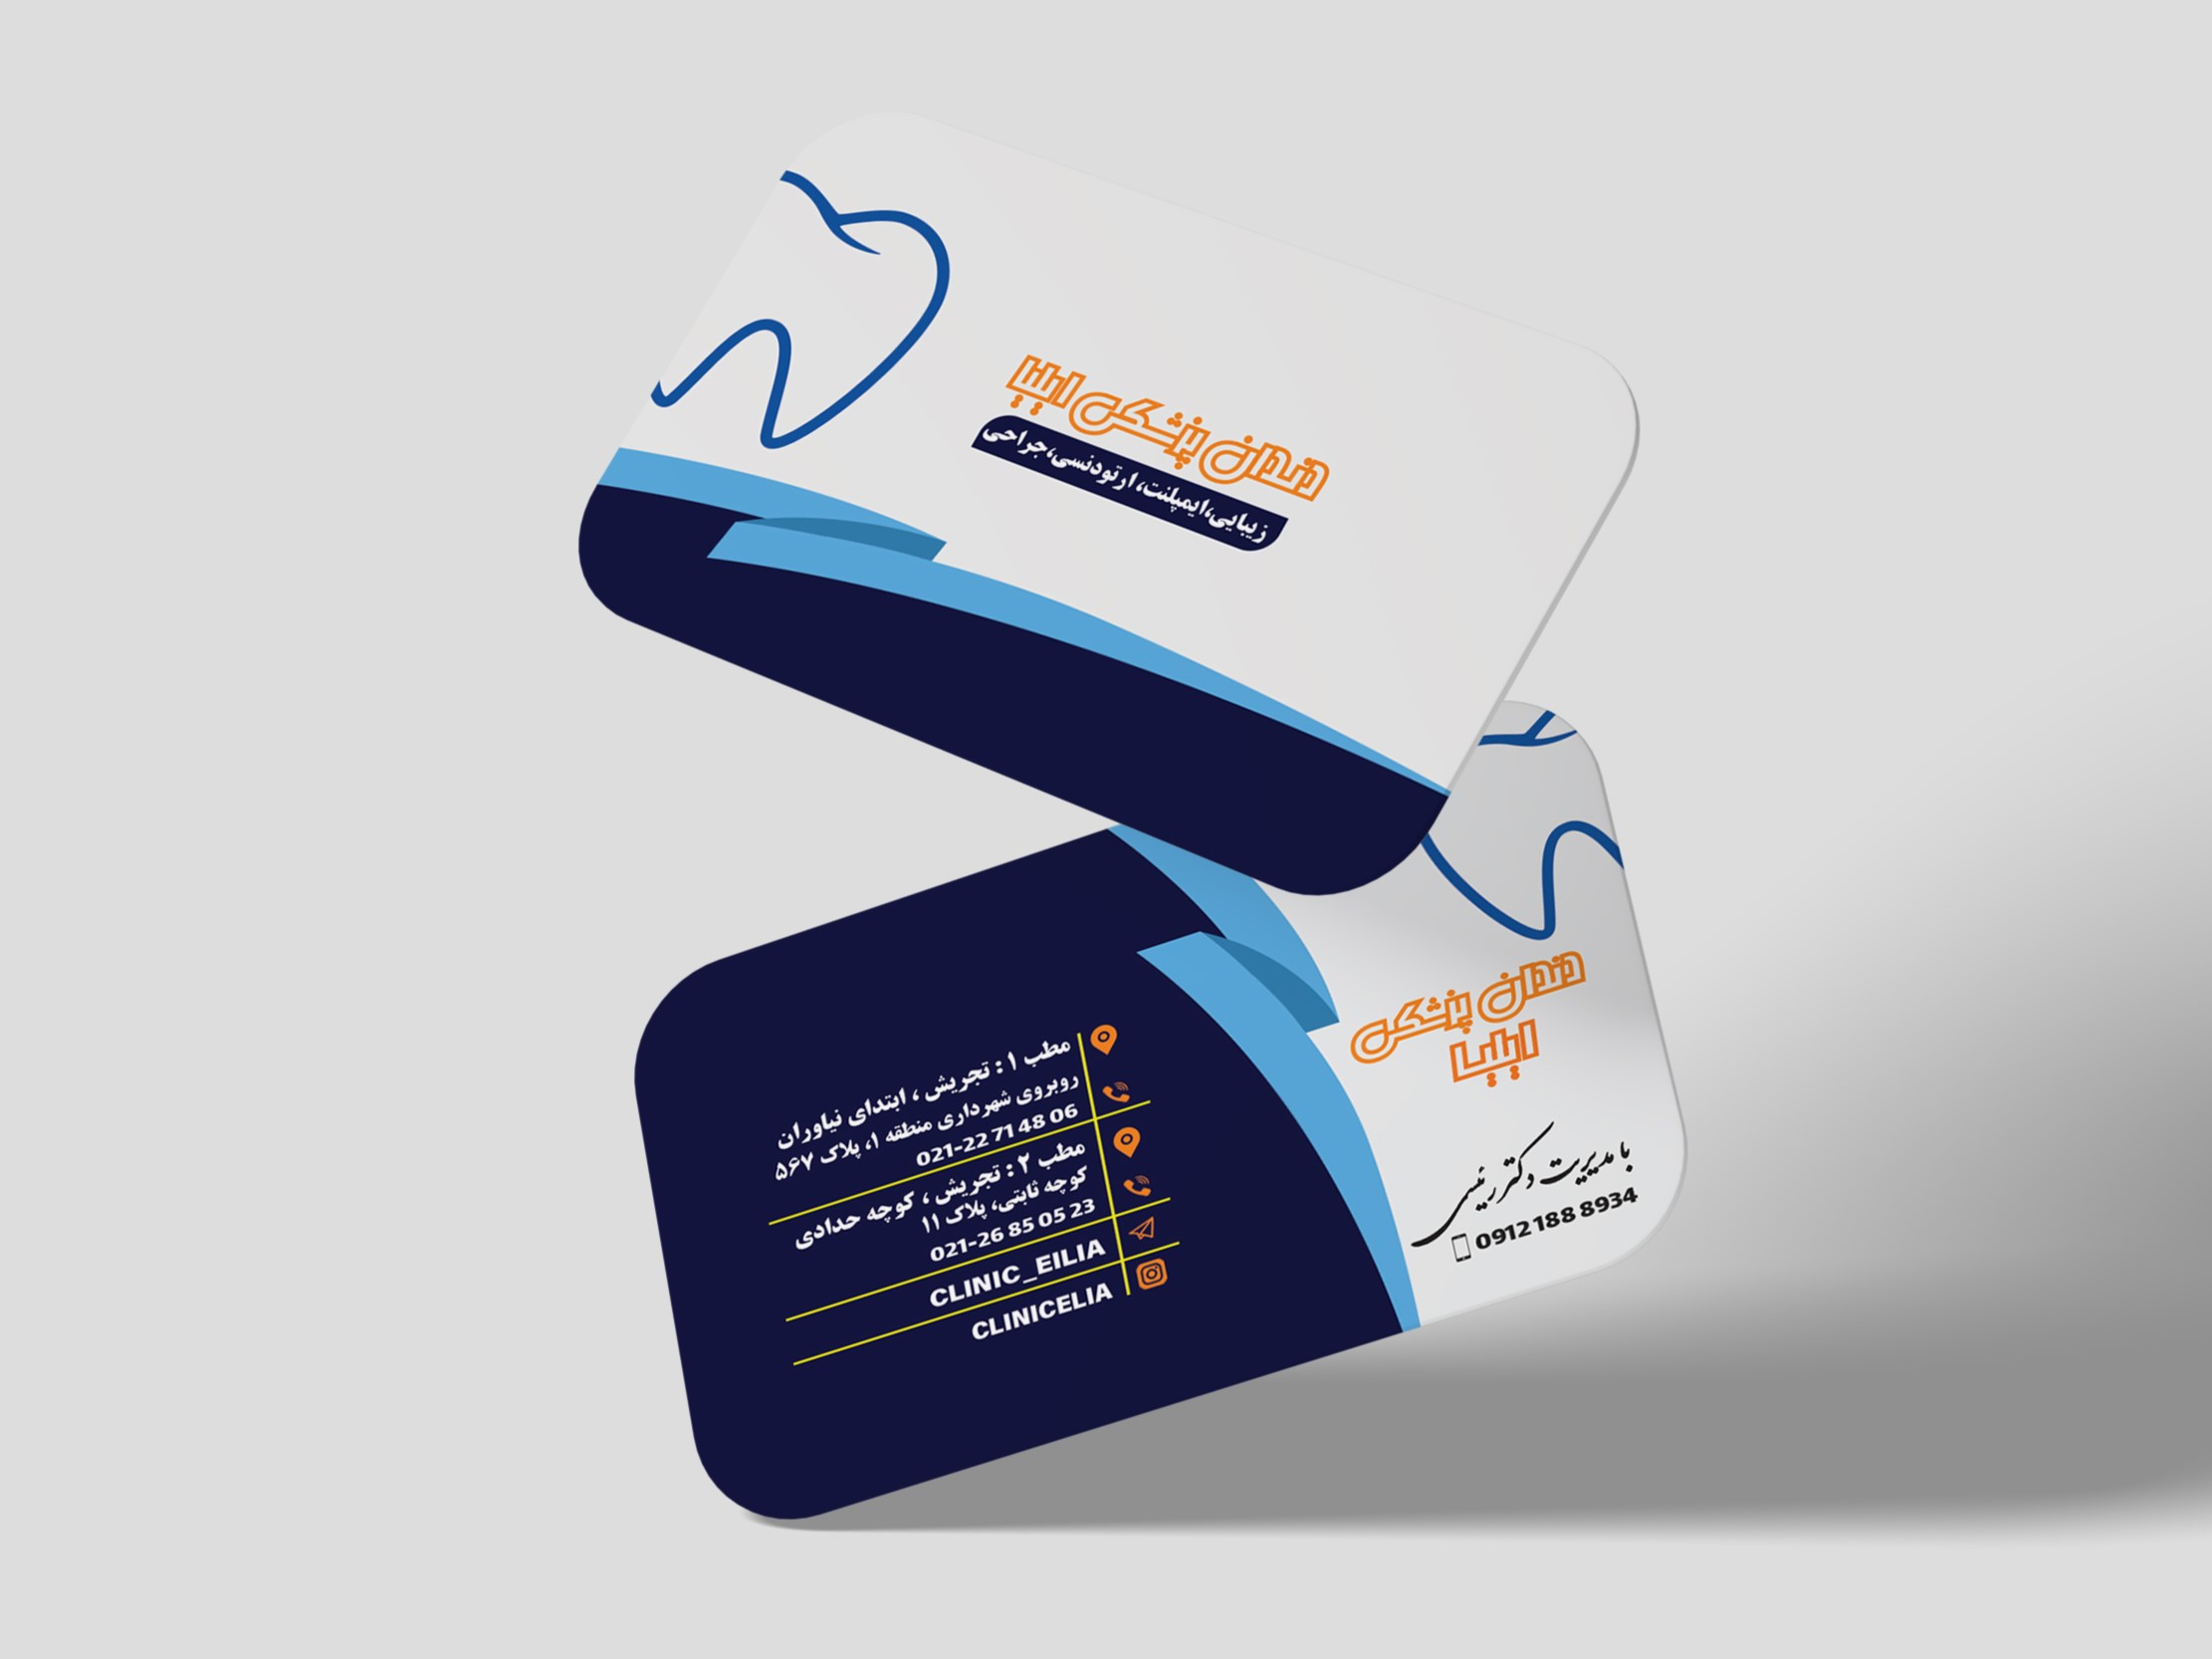 دندان پزشکی ایلیا
زیبایی،ایمپلنت، ارتودنسی،جراحی
دندان پزشکی
ایلیا
با مدیریت دکتر رئیسی
0912 188 8934
مطب ۱ : تجریش ، ابتدای نیاوران
روبروی شهرداری منطقه ۱، پلاک ۵۶۷
021-22 71 48 06
مطب ۲ : تجریش ، کوچه حدادی
کوچه ثابتی، پلاک ۱۱
021-26 85 05 23
CLINIC_EILIA
CLINICELIA